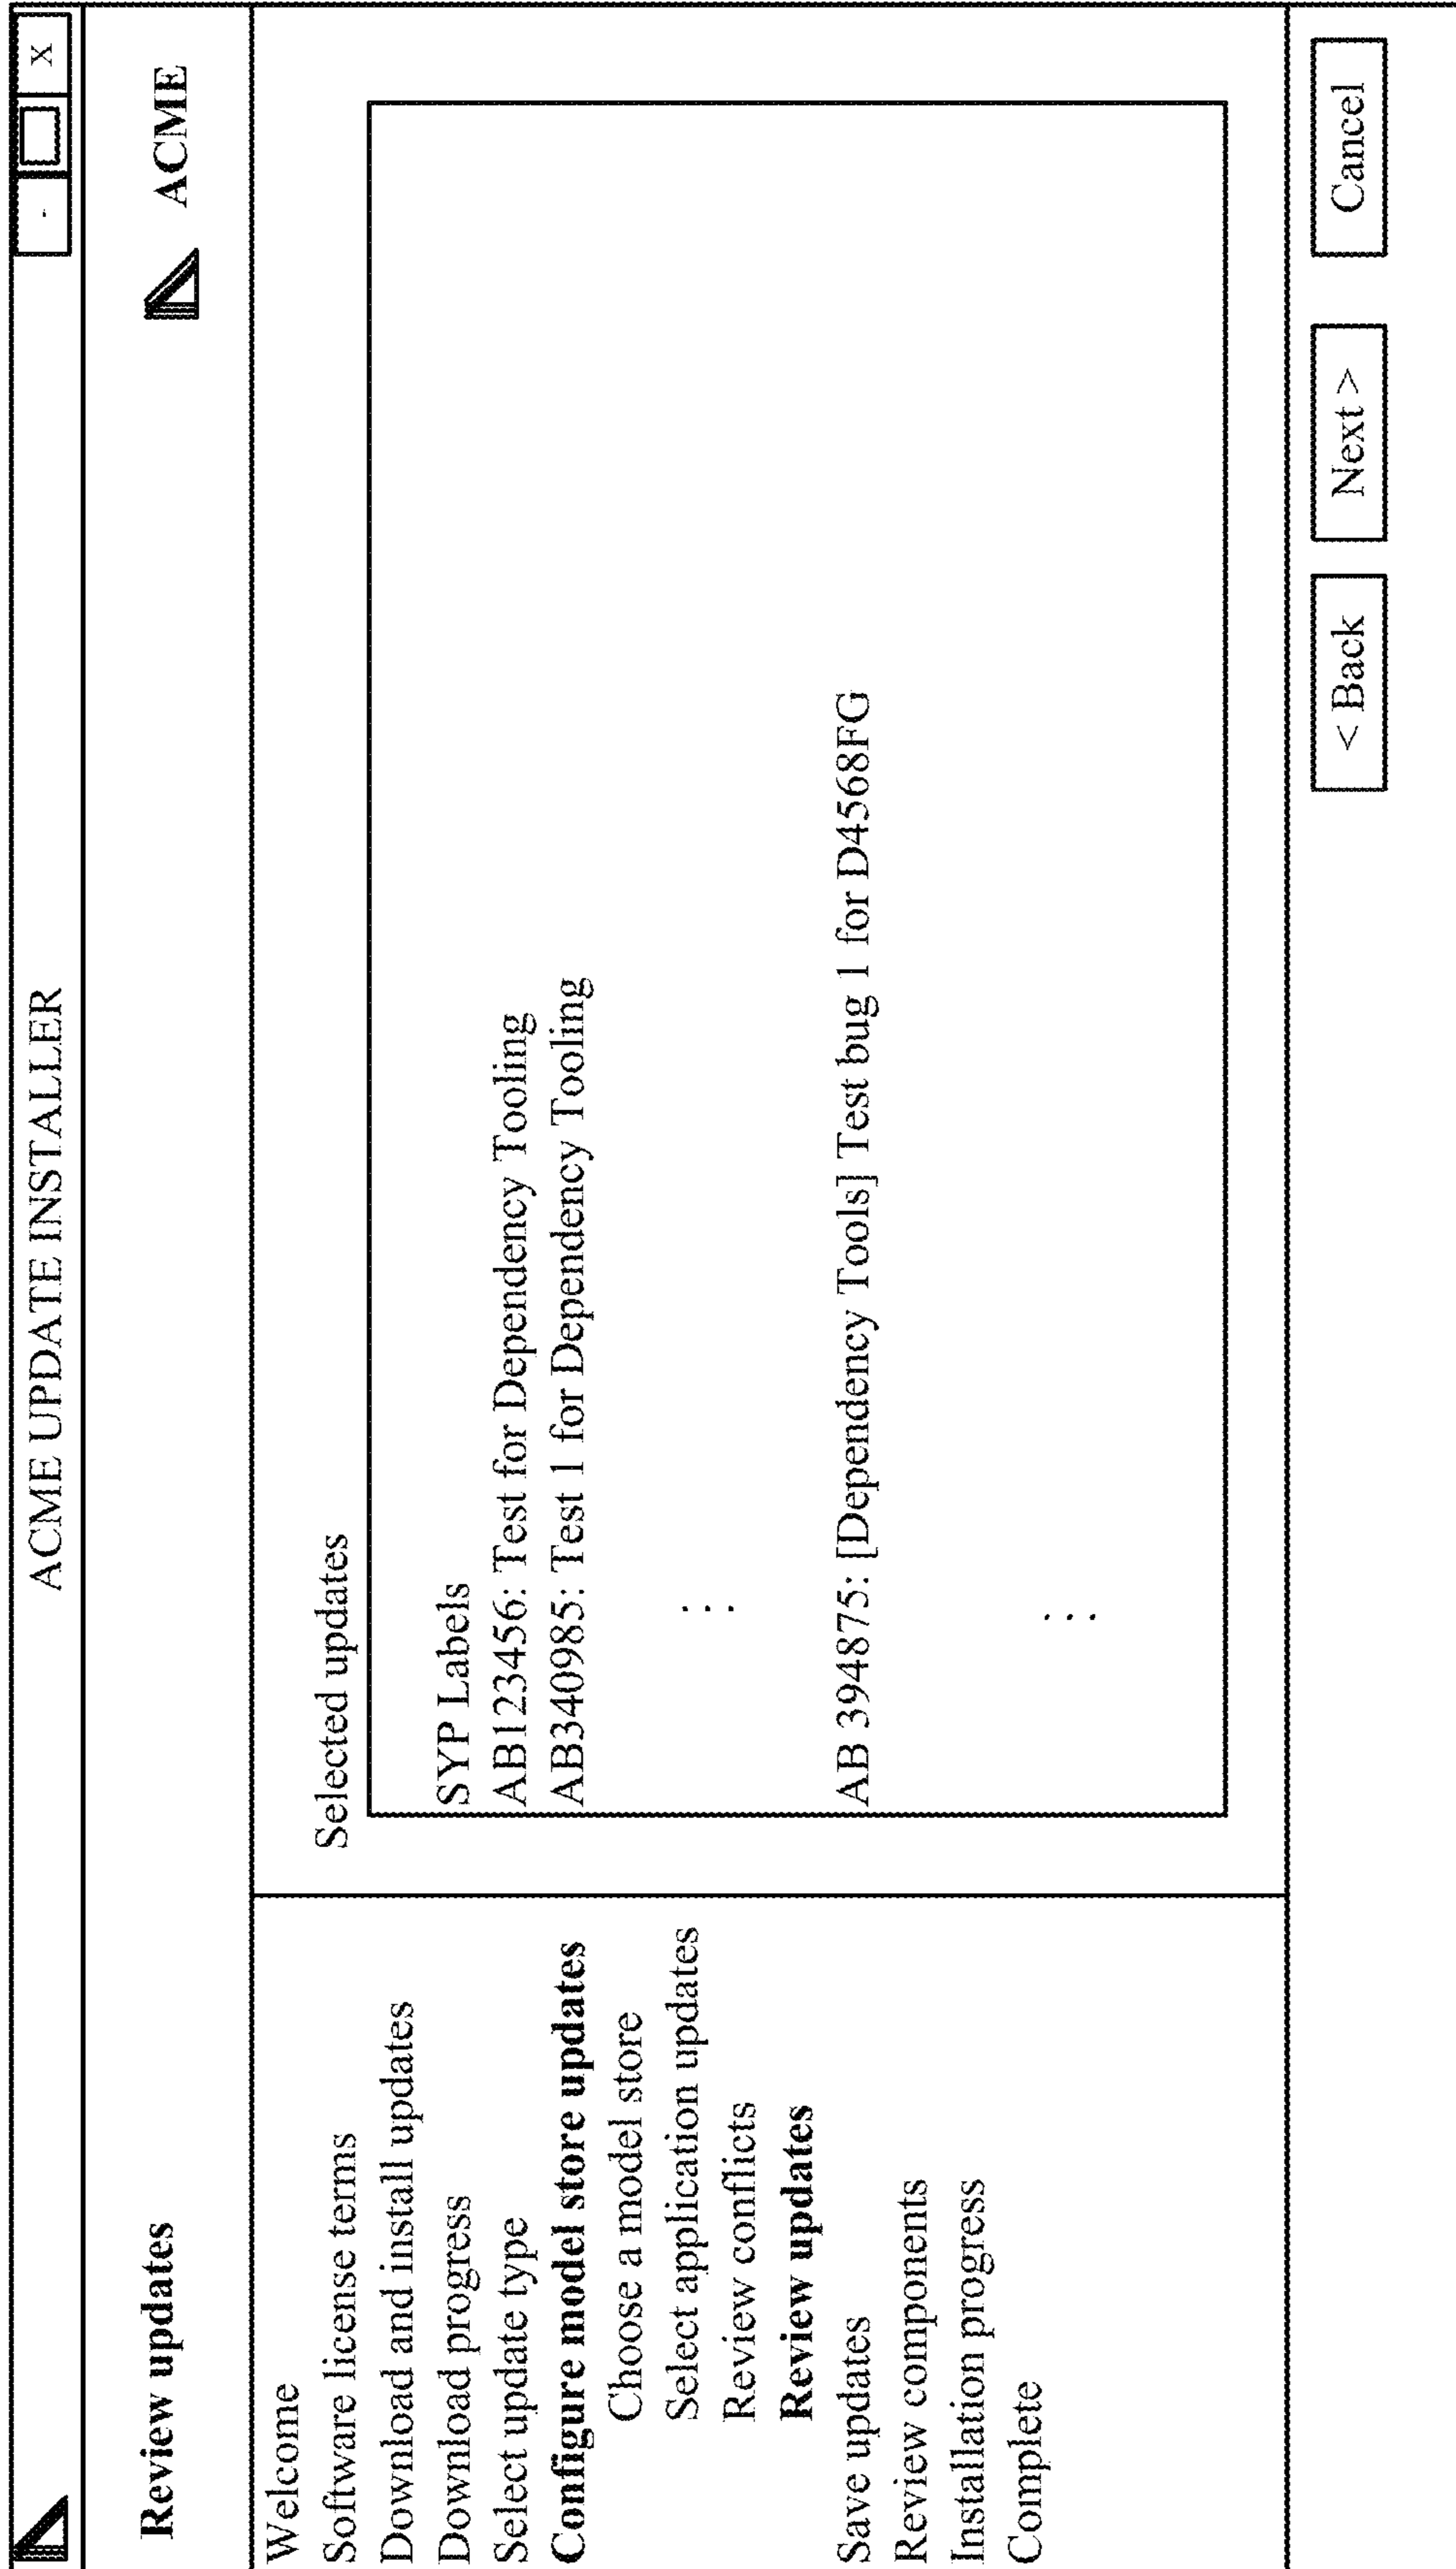 ACME UPDATE INSTALLER
- X
Review updates
ACME
Welcome
Software license terms
Download and install updates
Download progress
Select update type
Configure model store updates
Choose a model store
Select application updates
Review conflicts
Review updates
Save updates
Review components
Installation progress
Complete
Selected updates
SYP Labels
AB123456: Test for Dependency Tooling
AB340985: Test 1 for Dependency Tooling
. . .
AB 394875: [Dependency Tools] Test bug 1 for D4568FG
. . .
< Back
Next >
Cancel